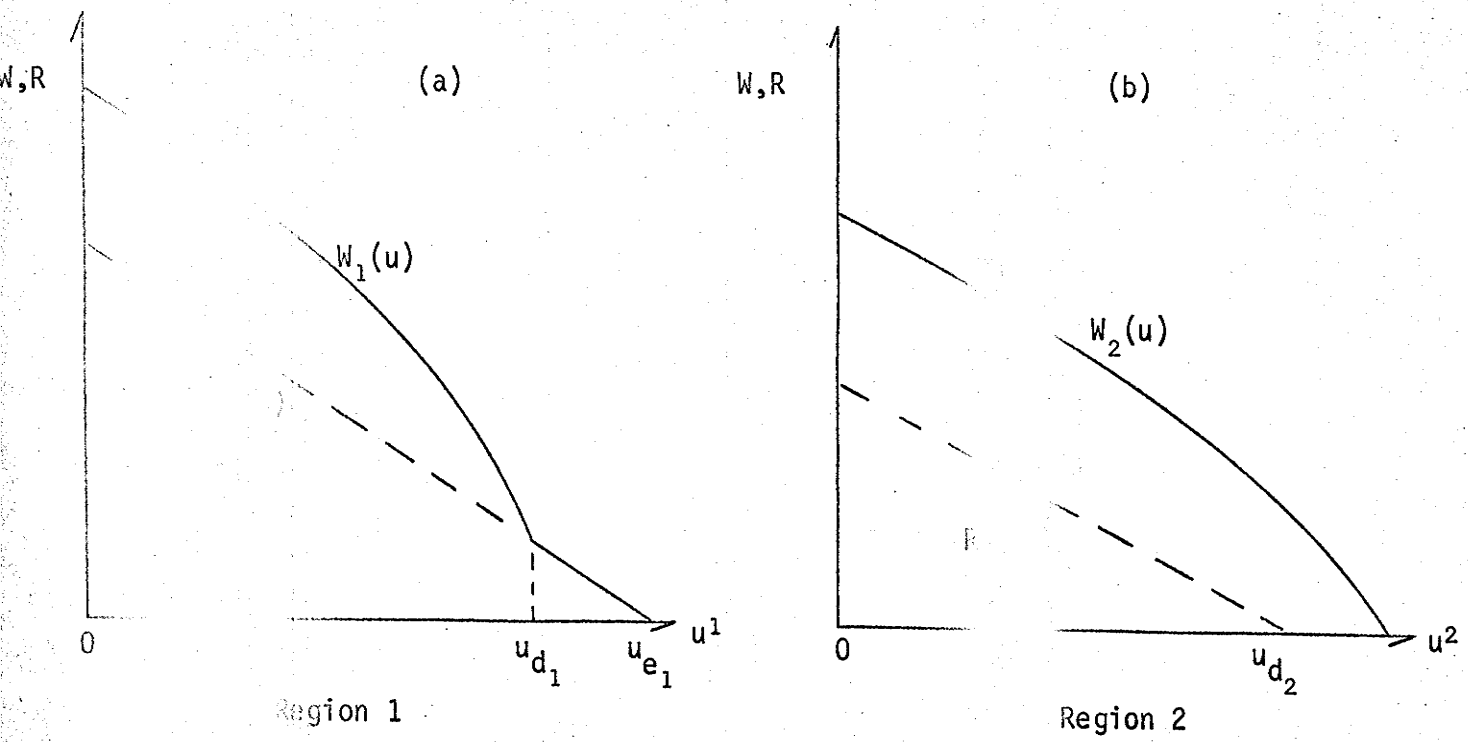 W,R
(a)
W₁(u)
0
u_d₁
u_e₁
u¹
Region 1
W,R
(b)
W₂(u)
0
u_d₂
u²
Region 2